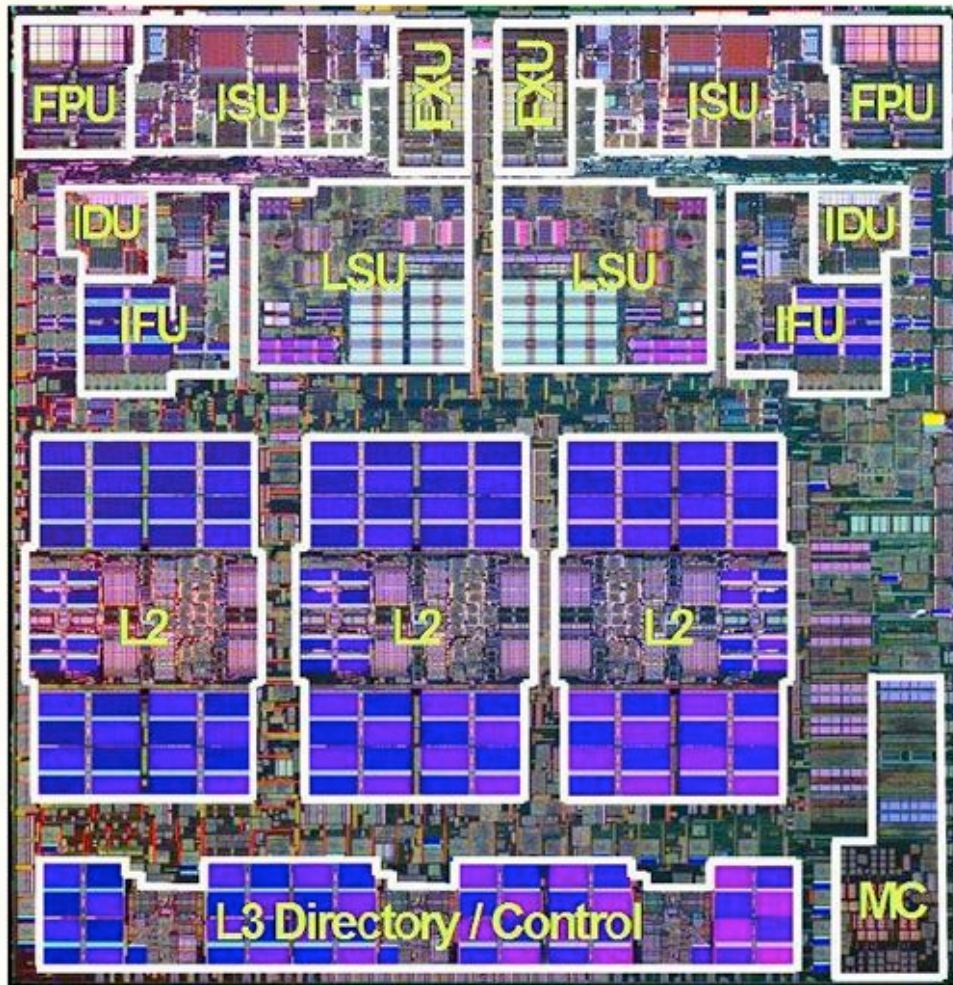 FPU ISU FXU FXU ISU FPU
IDU LSU LSU IDU
IFU IFU
L2 L2 L2
L3 Directory / Control MC